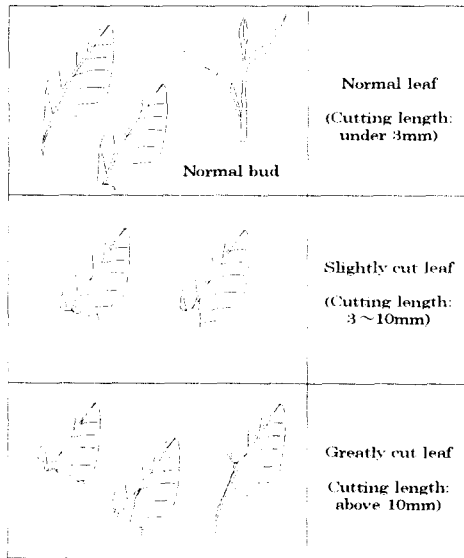 Normal leaf
(Cutting length:
under 3mm)
Normal bud
Slightly cut leaf
(Cutting length:
3～10mm)
Greatly cut leaf
Cutting length:
above 10mm)